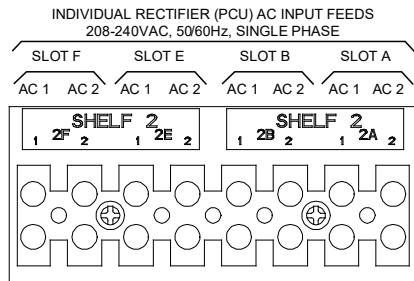 INDIVIDUAL RECTIFIER (PCU) AC INPUT FEEDS
208-240VAC, 50/60Hz, SINGLE PHASE
SLOT F SLOT E SLOT B SLOT A
AC 1 AC 2 AC 1 AC 2 AC 1 AC 2 AC 1 AC 2
SHELF 2 SHELF 2
1 2F 2 1 2E 2 1 2B 2 1 2A 2